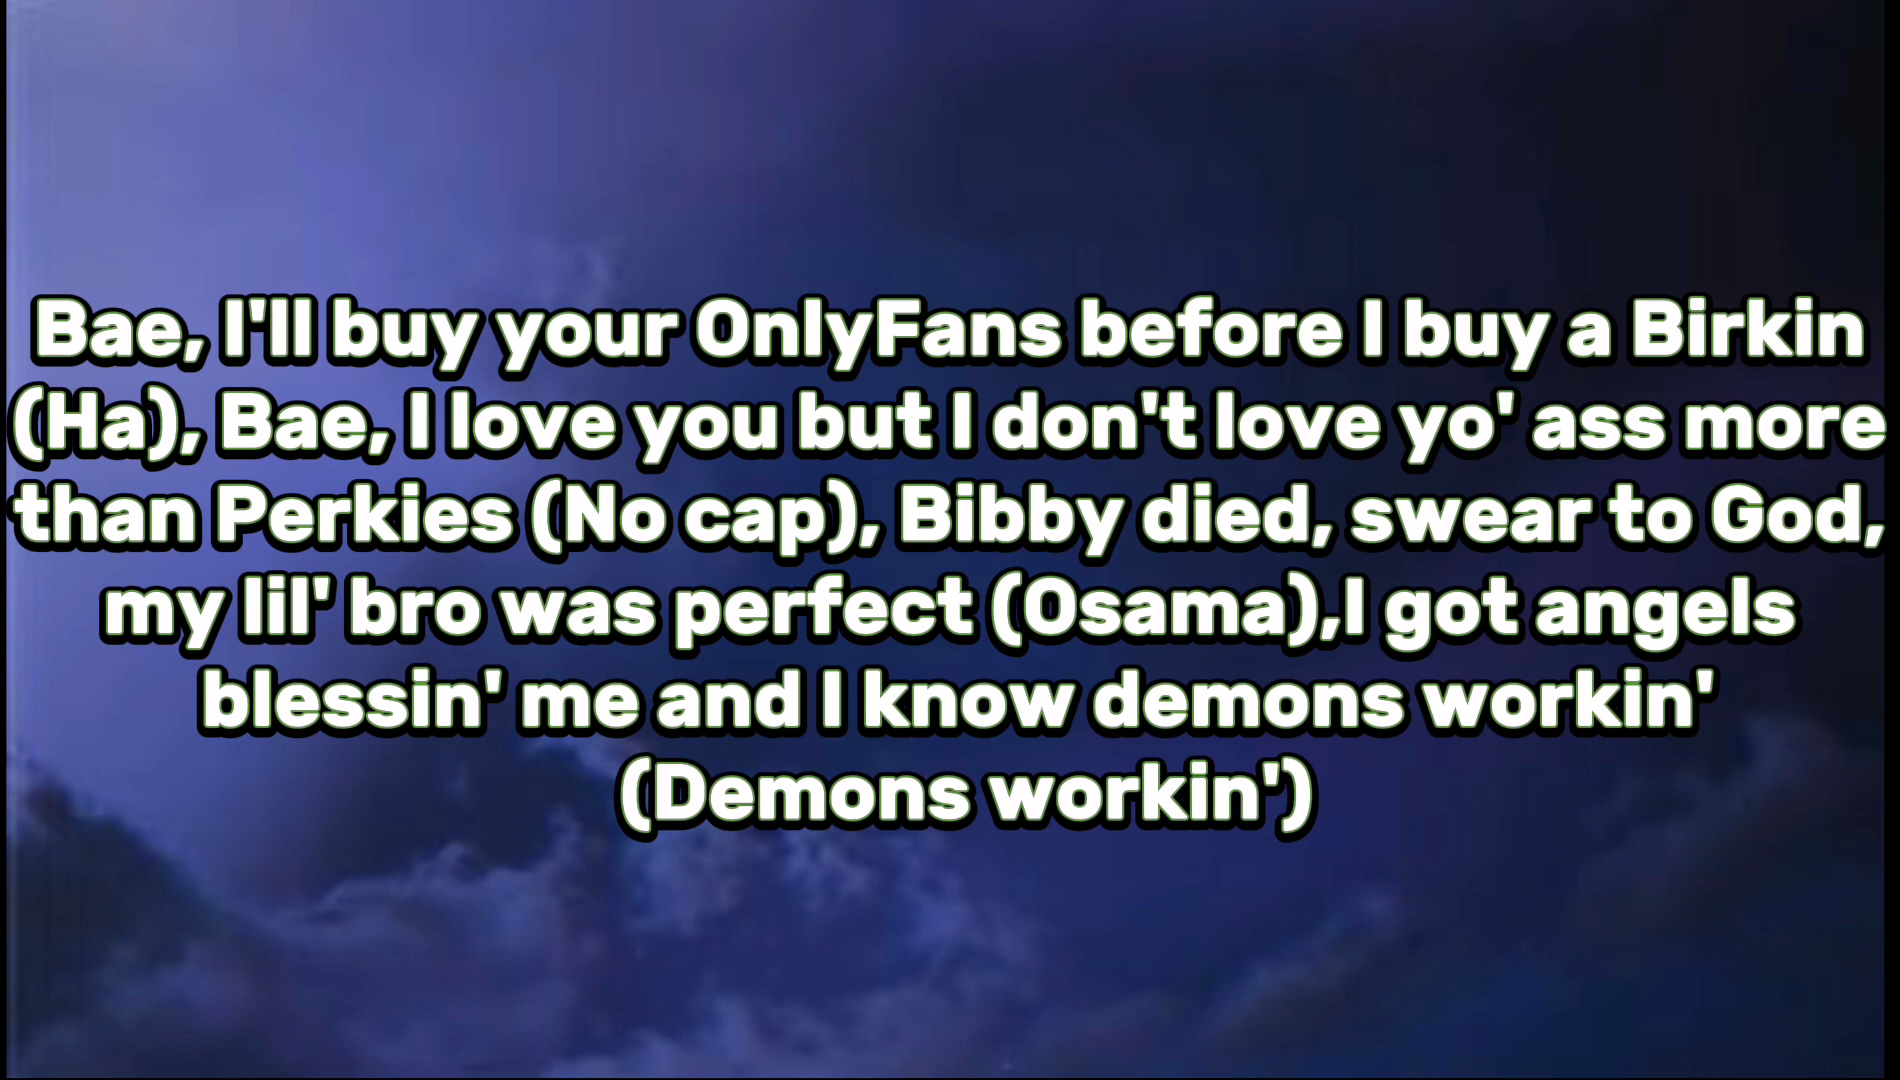 Bae, I'll buy your OnlyFans before I buy a Birkin
(Ha), Bae, I love you but I don't love yo' ass more
than Perkies (No cap), Bibby died, swear to God,
my lil' bro was perfect (Osama),I got angels
blessin' me and I know demons workin'
(Demons workin')